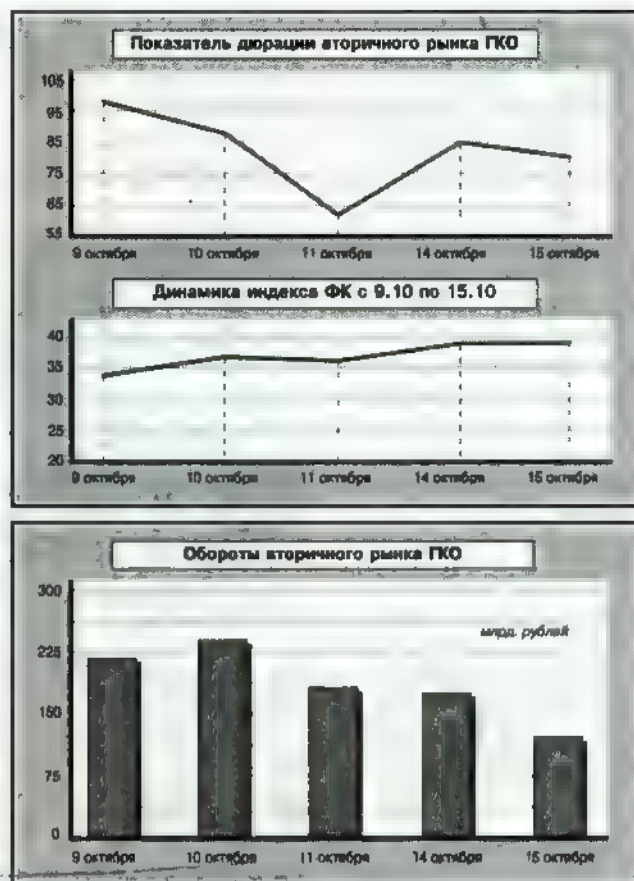 Показатель дюрации вторичного рынка ГКО
105
95
85
75
65
55
9 октября 10 октября 11 октября 14 октября 15 октября
Динамика индекса ФК с 9.10 по 15.10
40
35
30
25
20
9 октября 10 октября 11 октября 14 октября 15 октября
Обороты вторичного рынка ГКО
300
млрд. рублей
225
150
75
0
9 октября 10 октября 11 октября 14 октября 15 октября